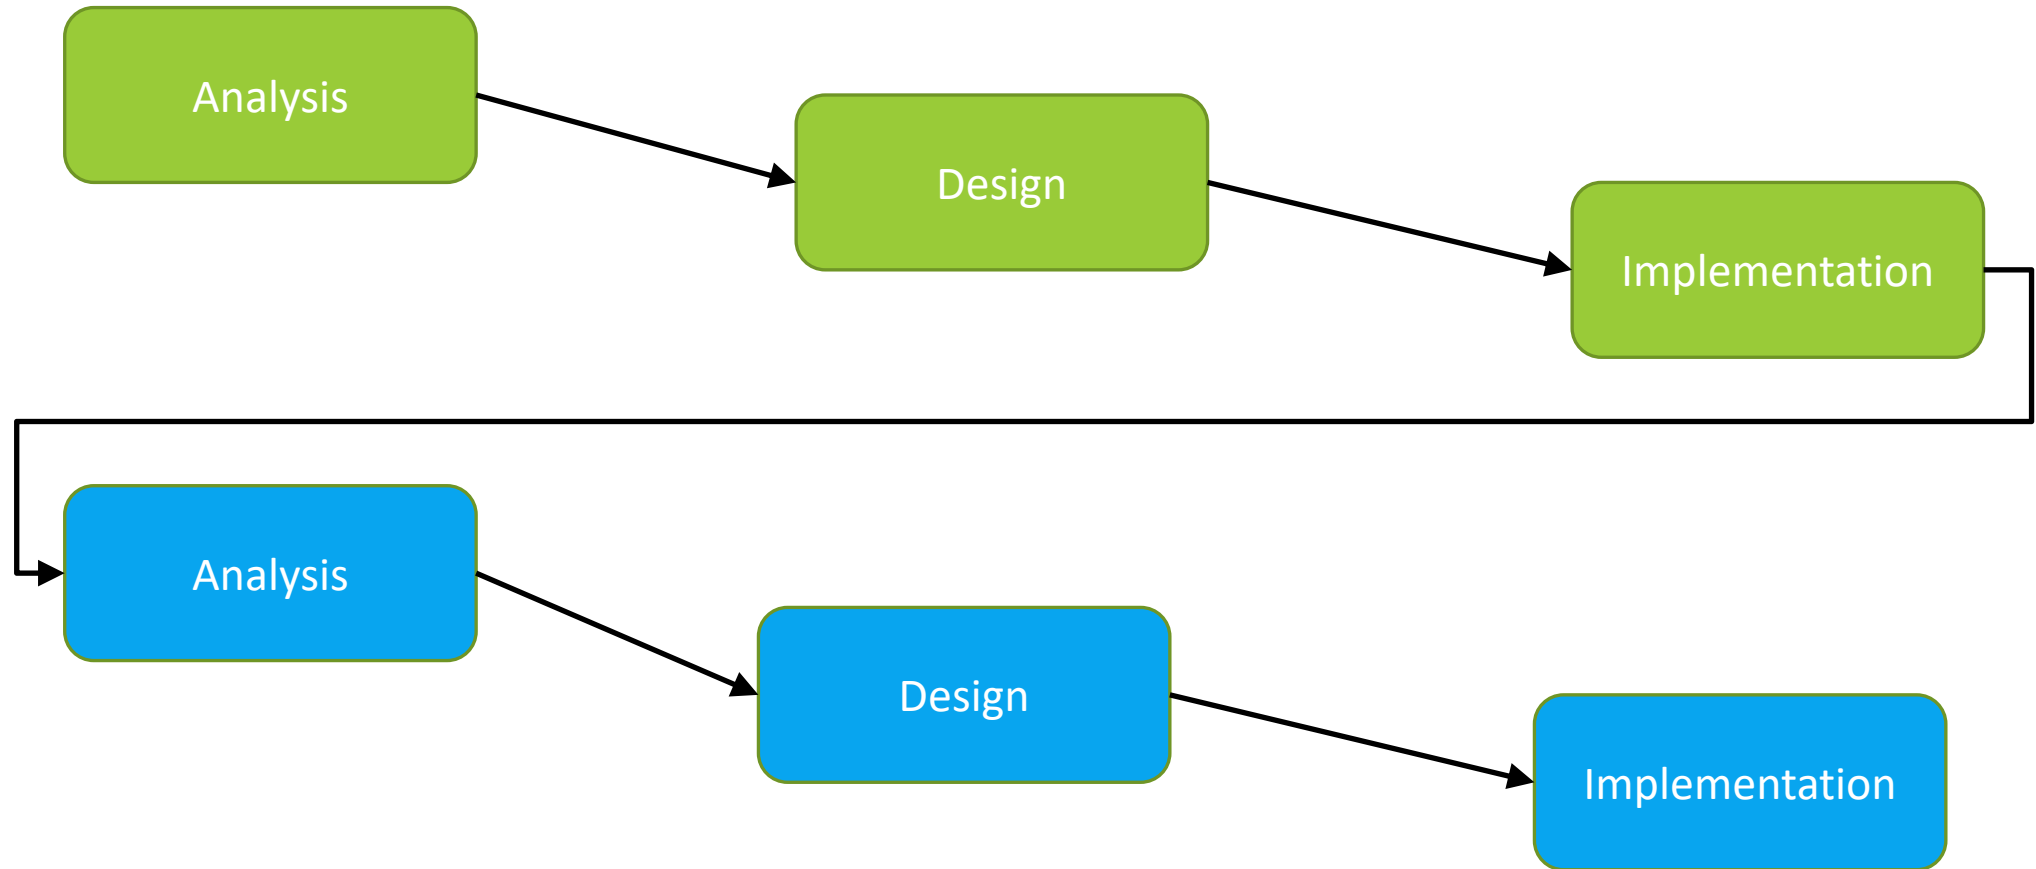 Analysis
Design
Implementation
Analysis
Design
Implementation